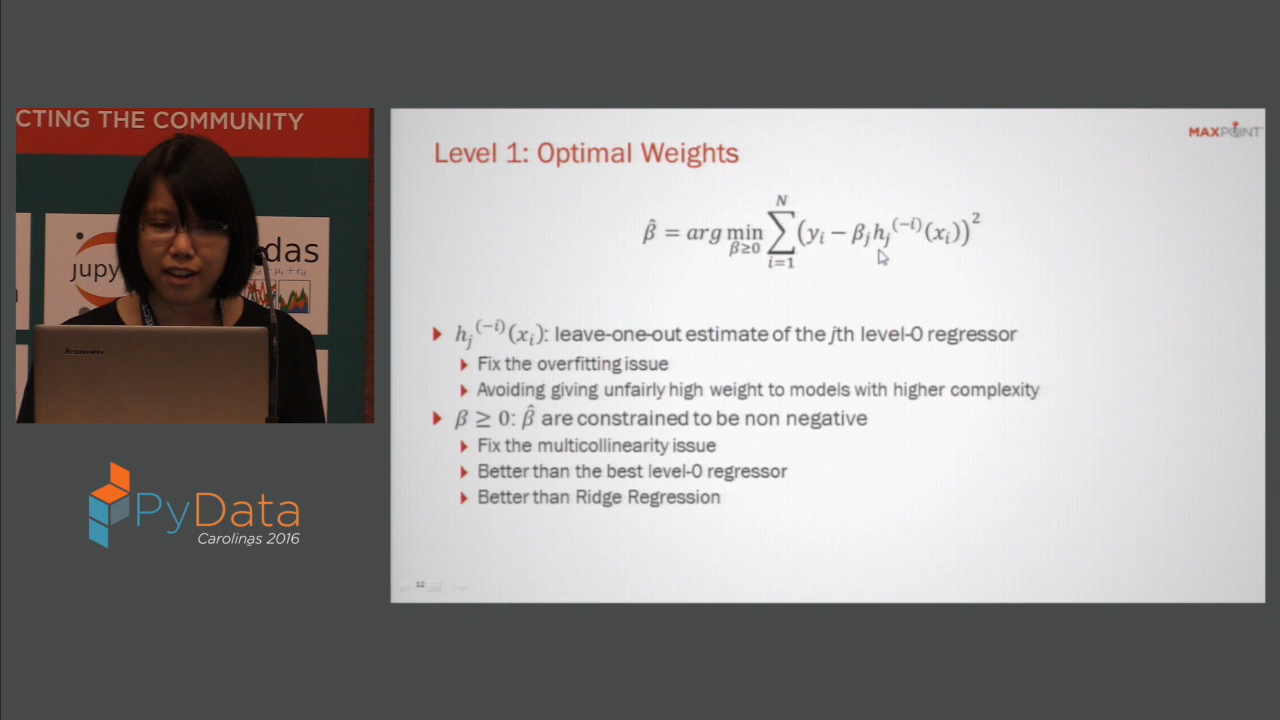 CTING THE COMMUNITY
jupy
das
lenovo
PyData
Carolinas 2016
MAXPOINT
Level 1: Optimal Weights
β̂ = arg min_{β≥0} ∑_{i=1}^{N} (y_i − β_j h_j^{(−i)}(x_i))^2
h_j^{(−i)}(x_i): leave-one-out estimate of the jth level-0 regressor
Fix the overfitting issue
Avoiding giving unfairly high weight to models with higher complexity
β ≥ 0: β̂ are constrained to be non negative
Fix the multicollinearity issue
Better than the best level-0 regressor
Better than Ridge Regression
12